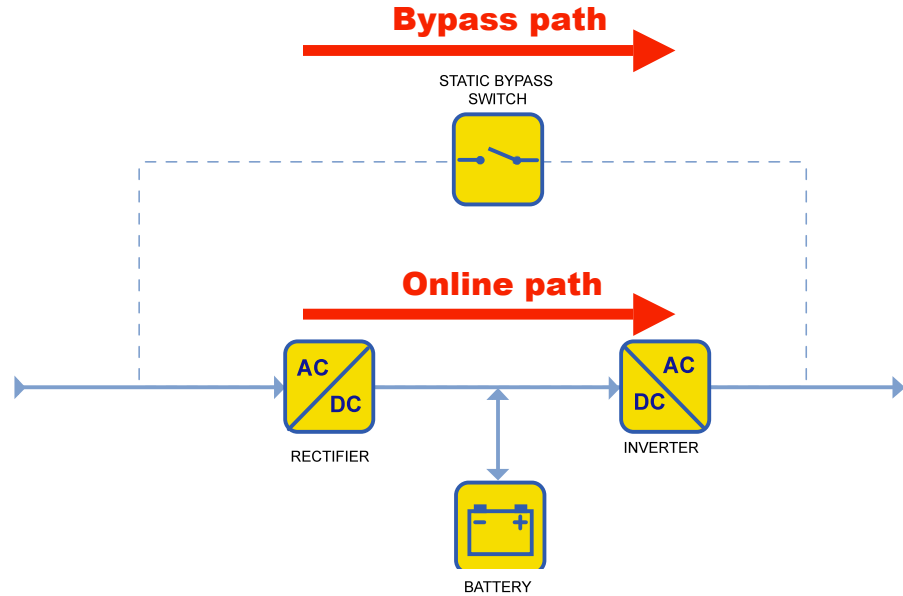 Bypass path
STATIC BYPASS
SWITCH
Online path
AC
DC
RECTIFIER
AC
DC
INVERTER
- +
BATTERY